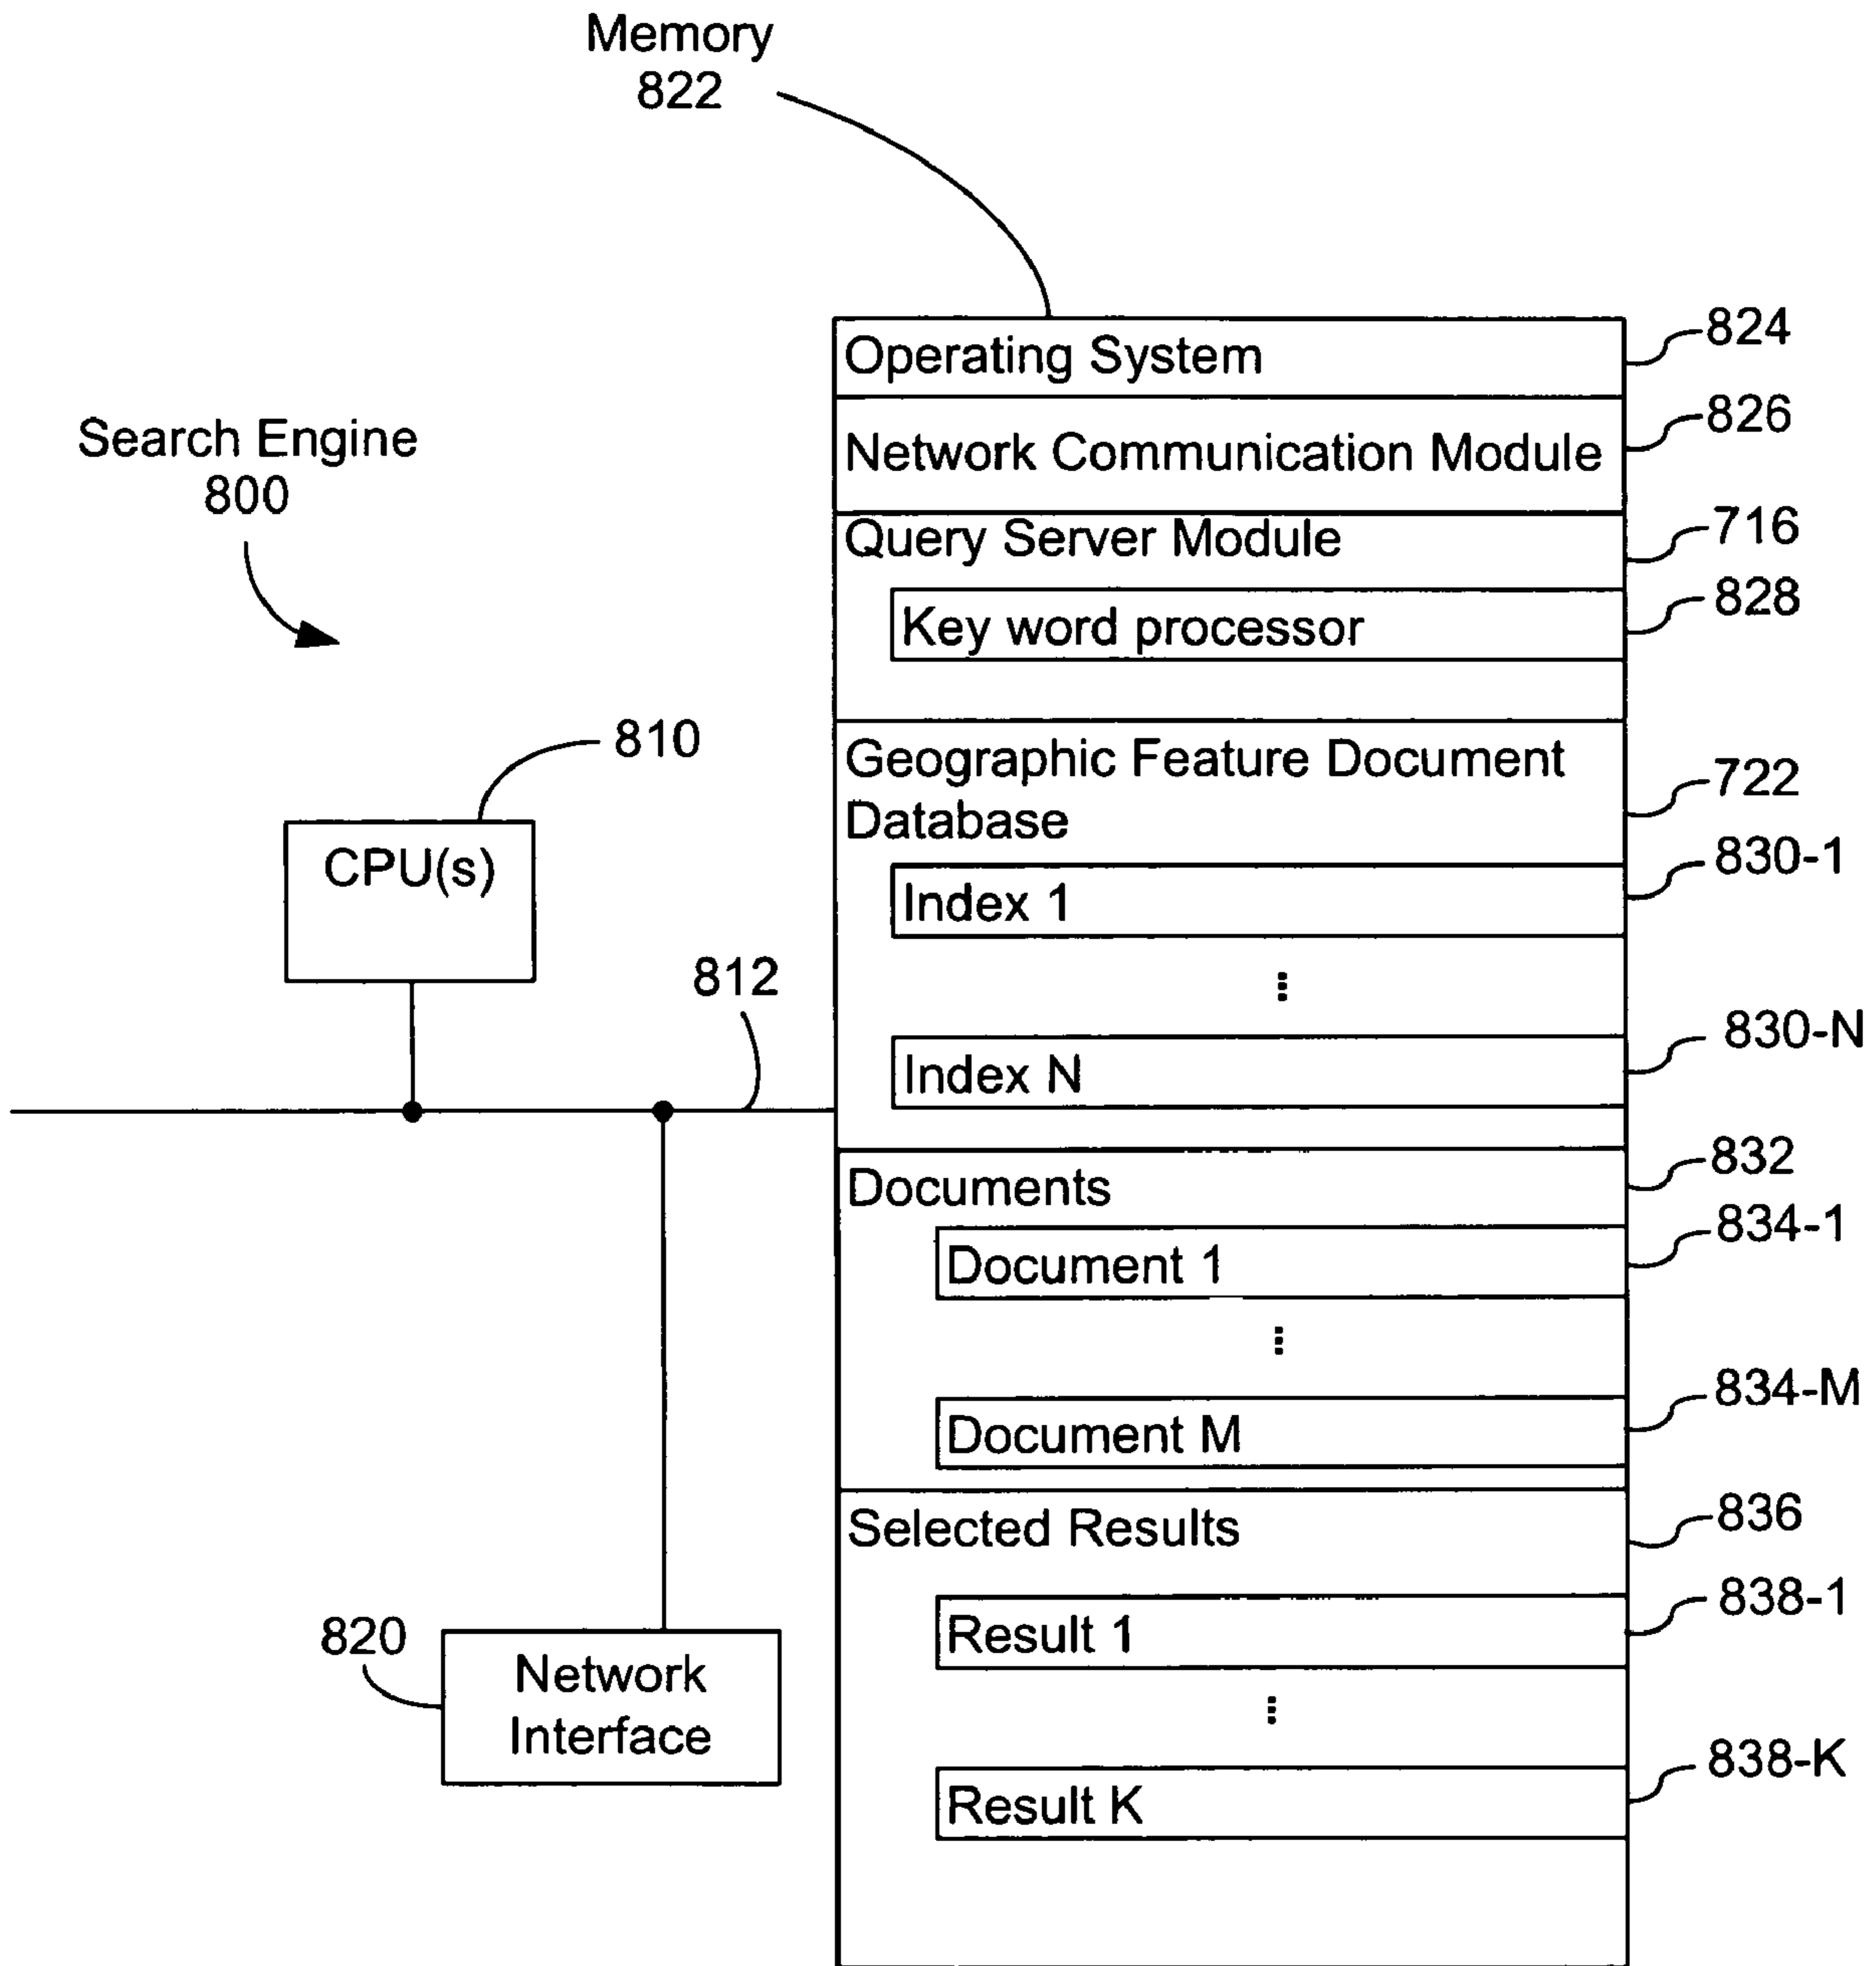 Memory
822
Operating System
824
Network Communication Module
826
Search Engine
800
Query Server Module
716
Key word processor
828
810
CPU(s)
Geographic Feature Document
Database
722
Index 1
830-1
812
Index N
830-N
Documents
832
Document 1
834-1
Document M
834-M
Selected Results
836
Result 1
838-1
820
Network
Interface
Result K
838-K